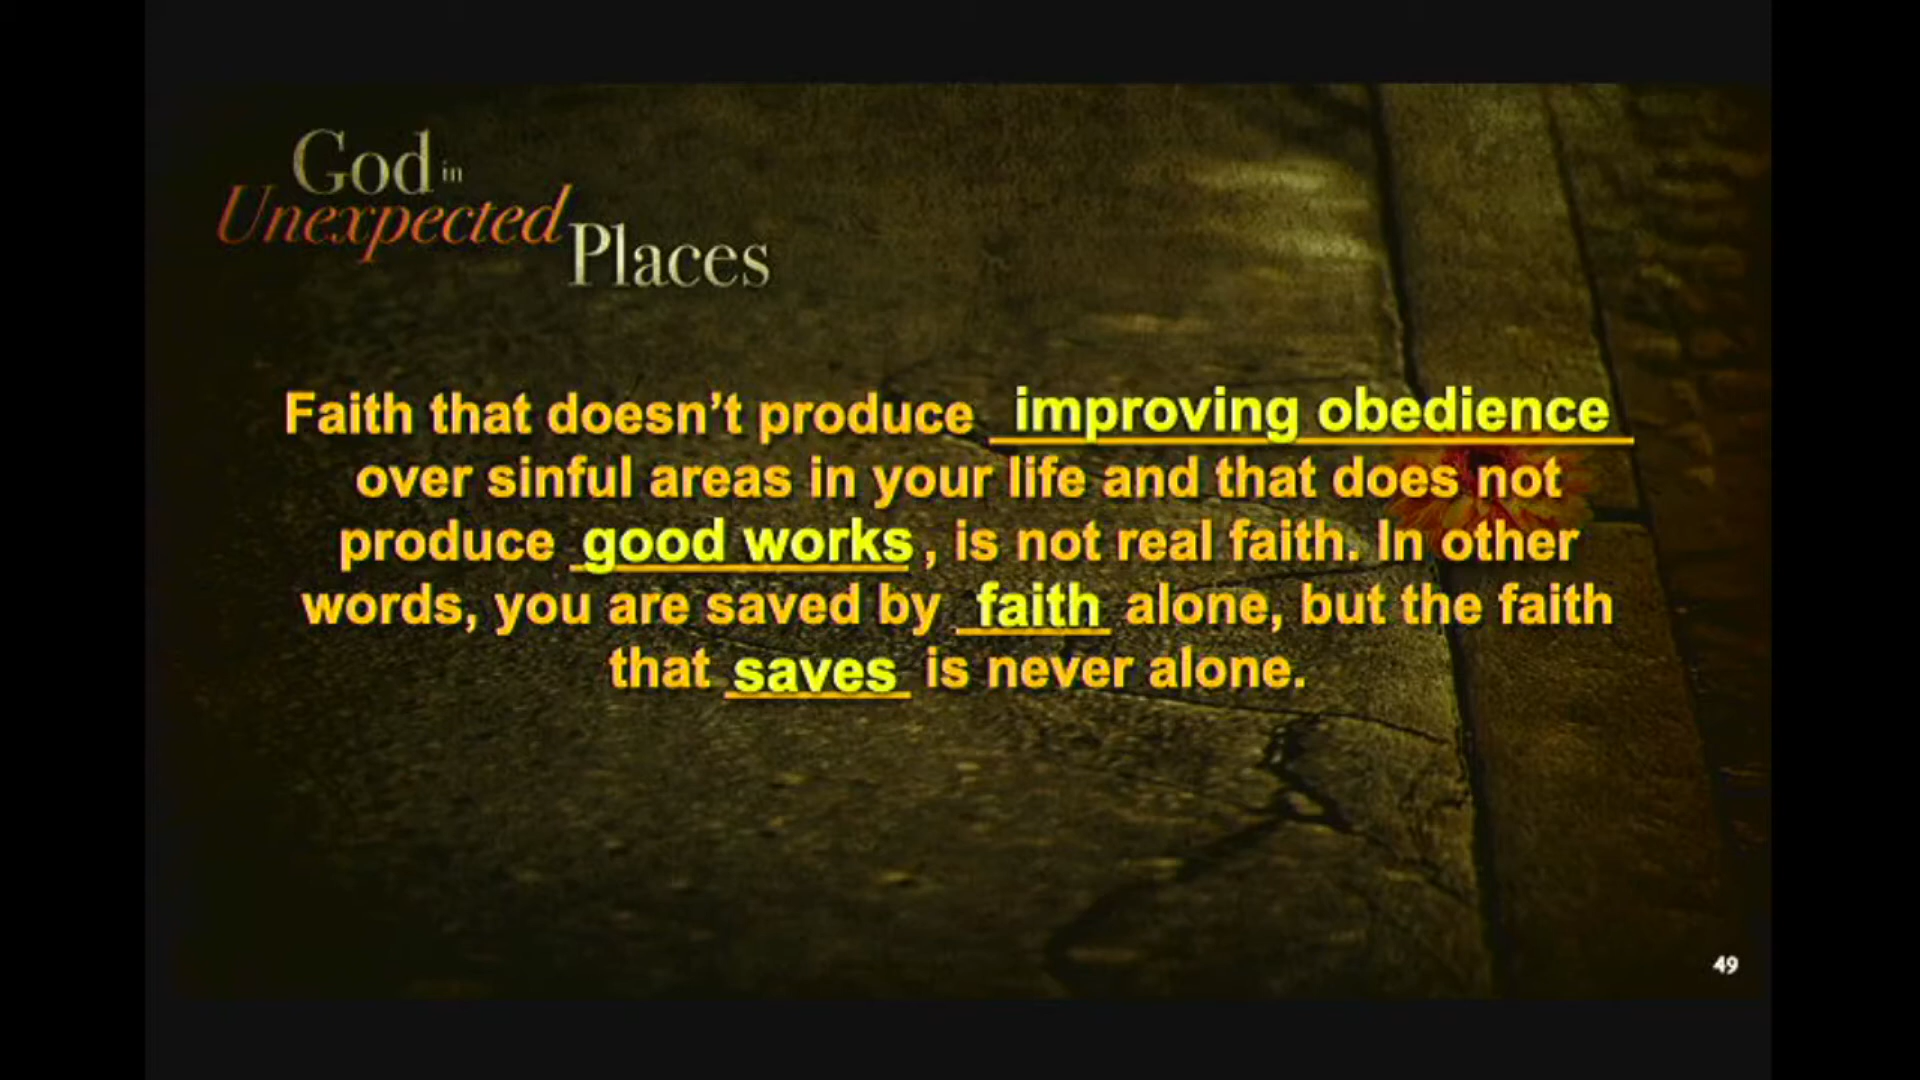 God in
Unexpected
Places
Faith that doesn't produce improving obedience
over sinful areas in your life and that does not
produce good works, is not real faith. In other
words, you are saved by faith alone, but the faith
that saves is never alone.
49